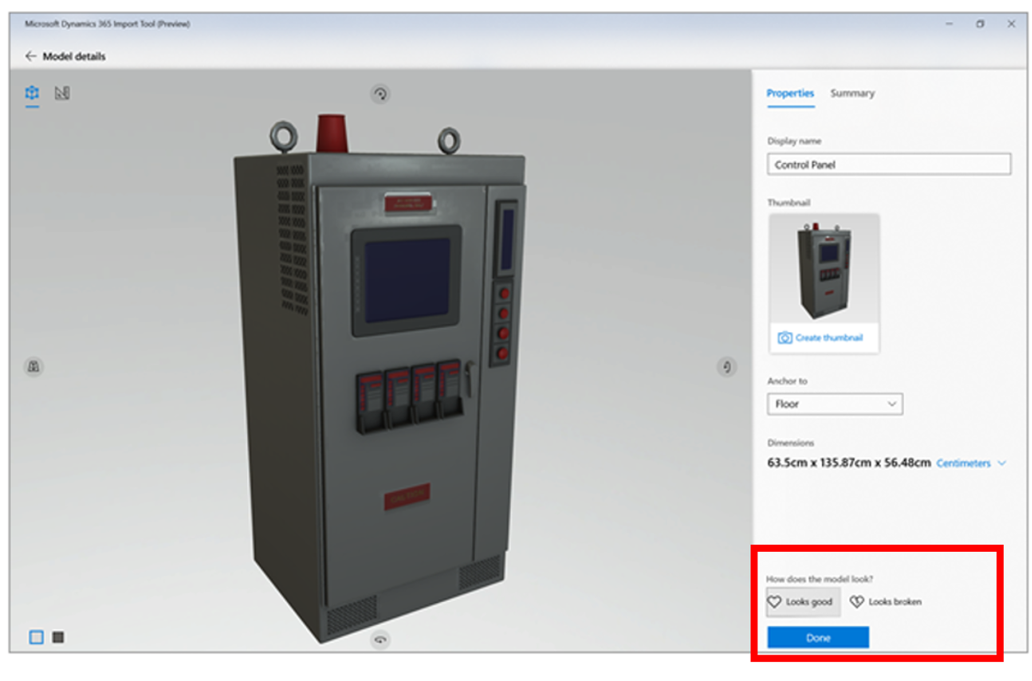 Microsoft Dynamics 365 Import Tool (Preview)
Model details
Properties Summary
Display name
Control Panel
Thumbnail
Create thumbnail
Anchor to
Floor
Dimensions
63.5cm x 135.87cm x 56.48cm Centimeters
How does the model look?
Looks good Looks broken
Done